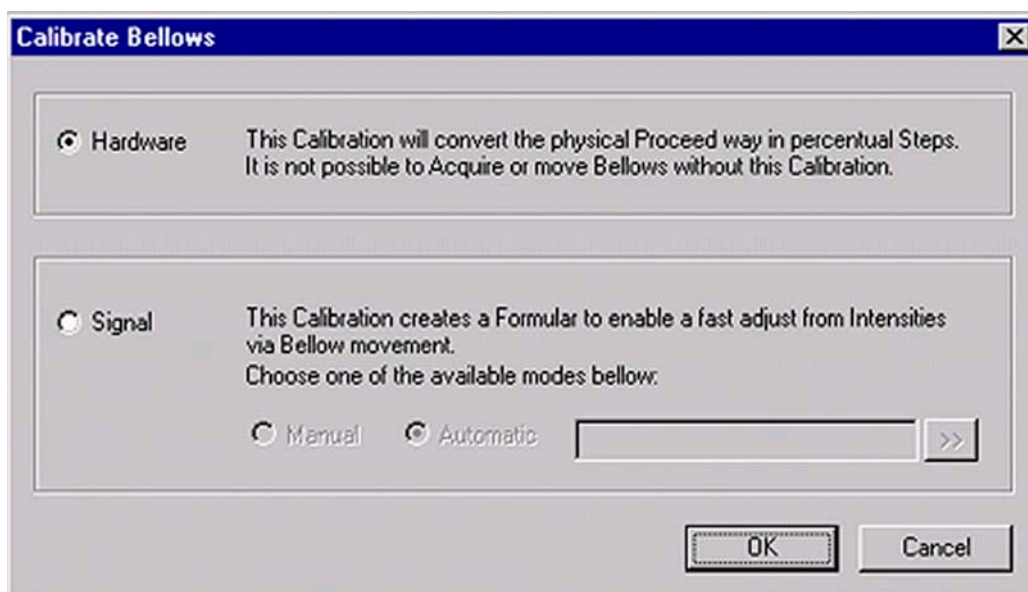 Calibrate Bellows
Hardware
This Calibration will convert the physical Proceed way in percentual Steps.
It is not possible to Acquire or move Bellows without this Calibration.
Signal
This Calibration creates a Formular to enable a fast adjust from Intensities
via Bellow movement.
Choose one of the available modes bellow:
Manual
Automatic
>>
OK
Cancel